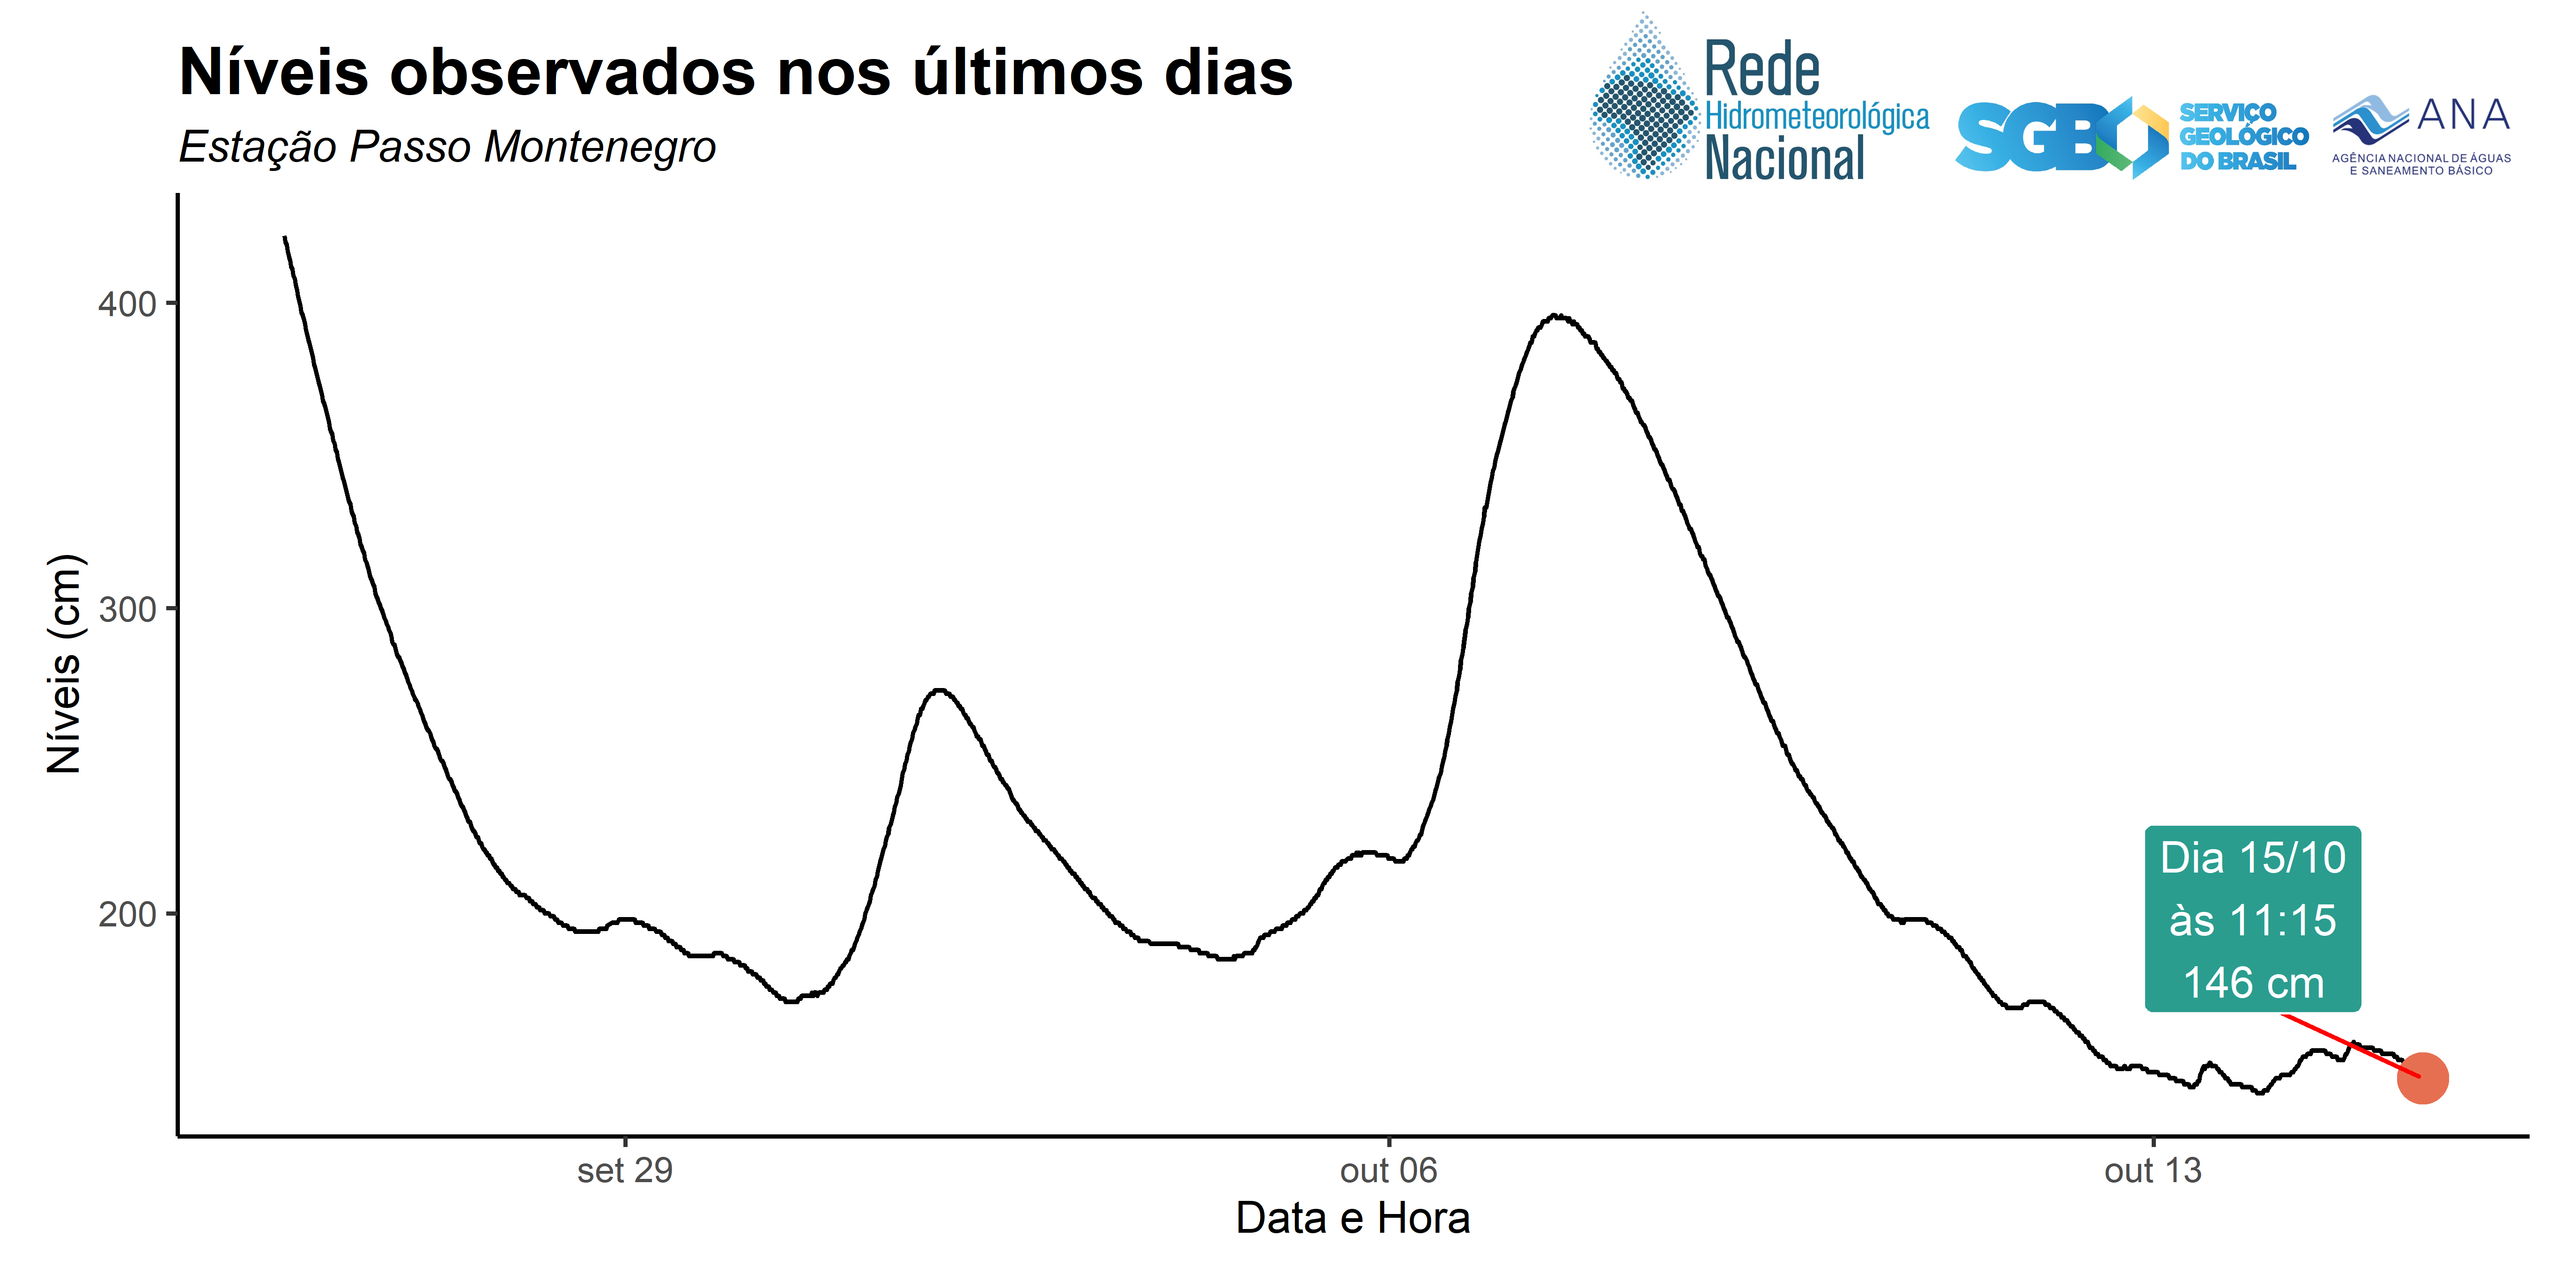 Níveis observados nos últimos dias
Estação Passo Montenegro
Rede
Hidrometeorológica
Nacional
SGB
SERVIÇO
GEOLÓGICO
DO BRASIL
ANA
AGÊNCIA NACIONAL DE ÁGUAS
E SANEAMENTO BÁSICO
Níveis (cm)
400
300
200
Dia 15/10
às 11:15
146 cm
set 29
out 06
out 13
Data e Hora